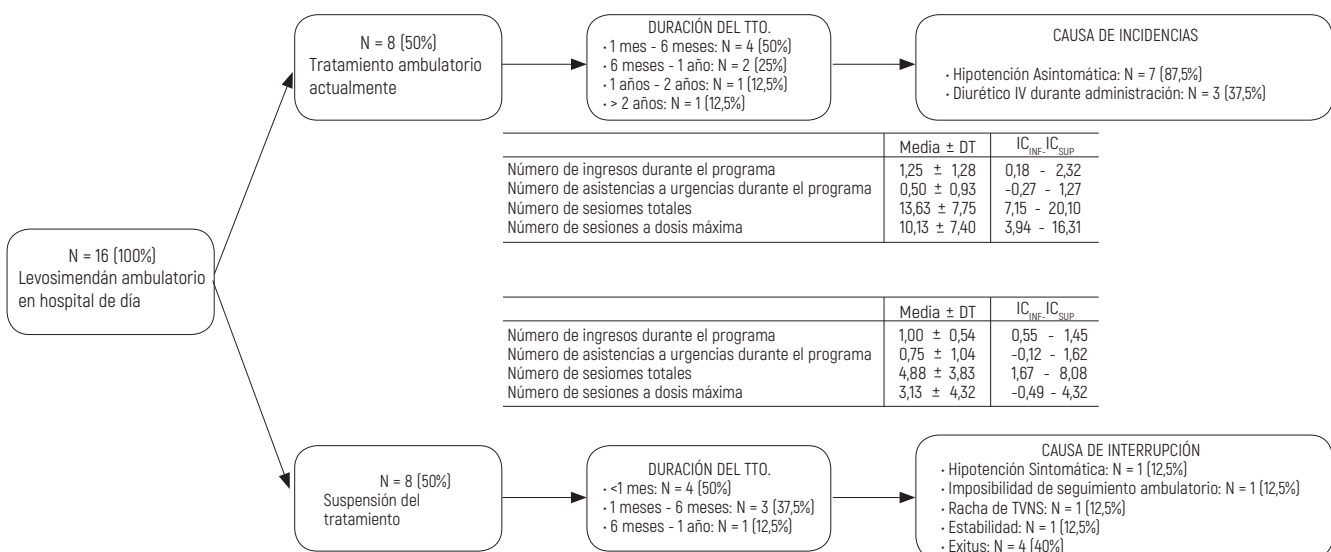 N = 8 (50%)
Tratamiento ambulatorio
actualmente
DURACIÓN DEL TTO.
· 1 mes - 6 meses: N = 4 (50%)
· 6 meses - 1 año: N = 2 (25%)
· 1 años - 2 años: N = 1 (12,5%)
· > 2 años: N = 1 (12,5%)
CAUSA DE INCIDENCIAS
· Hipotención Asintomática: N = 7 (87,5%)
· Diurético IV durante administración: N = 3 (37,5%)
Media ± DT IC_INF- IC_SUP
Número de ingresos durante el programa 1,25 ± 1,28 0,18 - 2,32
Número de asistencias a urgencias durante el programa 0,50 ± 0,93 -0,27 - 1,27
Número de sesiomes totales 13,63 ± 7,75 7,15 - 20,10
Número de sesiones a dosis máxima 10,13 ± 7,40 3,94 - 16,31
N = 16 (100%)
Levosimendán ambulatorio
en hospital de día
Media ± DT IC_INF- IC_SUP
Número de ingresos durante el programa 1,00 ± 0,54 0,55 - 1,45
Número de asistencias a urgencias durante el programa 0,75 ± 1,04 -0,12 - 1,62
Número de sesiomes totales 4,88 ± 3,83 1,67 - 8,08
Número de sesiones a dosis máxima 3,13 ± 4,32 -0,49 - 4,32
N = 8 (50%)
Suspensión del
tratamiento
DURACIÓN DEL TTO.
· <1 mes: N = 4 (50%)
· 1 meses - 6 meses: N = 3 (37,5%)
· 6 meses - 1 año: N = 1 (12,5%)
CAUSA DE INTERRUPCIÓN
· Hipotención Sintomática: N = 1 (12,5%)
· Imposibilidad de seguimiento ambulatorio: N = 1 (12,5%)
· Racha de TVNS: N = 1 (12,5%)
· Estabilidad: N = 1 (12,5%)
· Exitus: N = 4 (40%)